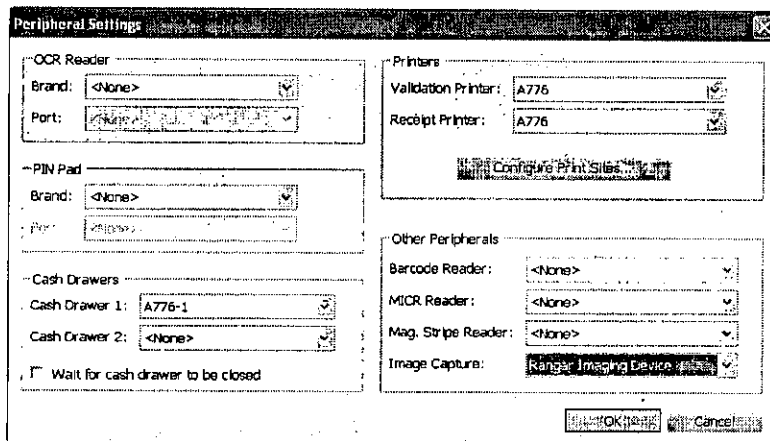 Peripheral Settings
OCR Reader
Brand: <None>
Port: <None>
PIN Pad
Brand: <None>
Port: <None>
Cash Drawers
Cash Drawer 1: A776-1
Cash Drawer 2: <None>
Wait for cash drawer to be closed
Printers
Validation Printer: A776
Receipt Printer: A776
Configure Print Sites...
Other Peripherals
Barcode Reader: <None>
MICR Reader: <None>
Mag. Stripe Reader: <None>
Image Capture: Ranger Imaging Device
OK
Cancel